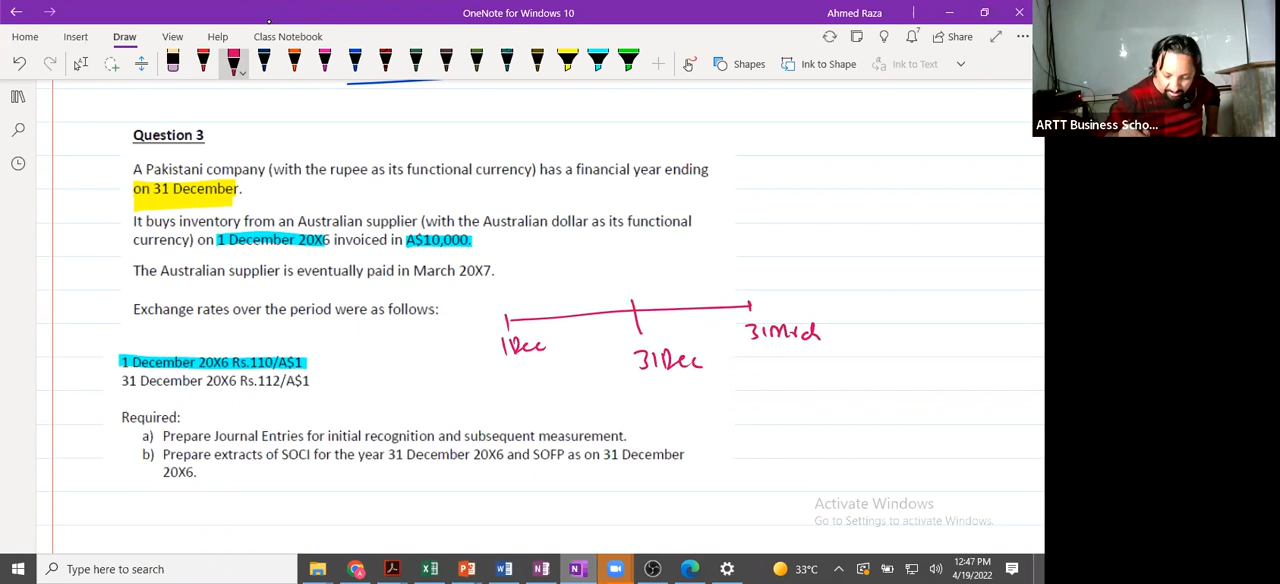 OneNote for Windows 10
Ahmed Raza
Home Insert Draw View Help Class Notebook
Share
Shapes Ink to Shape Ink to Text
ARTT Business Scho...
Question 3
A Pakistani company (with the rupee as its functional currency) has a financial year ending
on 31 December.
It buys inventory from an Australian supplier (with the Australian dollar as its functional
currency) on 1 December 20X6 invoiced in A$10,000.
The Australian supplier is eventually paid in March 20X7.
Exchange rates over the period were as follows:
1 Dec
31 Dec
31 Mrch
1 December 20X6 Rs.110/A$1
31 December 20X6 Rs.112/A$1
Required:
a) Prepare Journal Entries for initial recognition and subsequent measurement.
b) Prepare extracts of SOCI for the year 31 December 20X6 and SOFP as on 31 December
20X6.
Activate Windows
Go to Settings to activate Windows.
Type here to search
33°C
12:47 PM
4/19/2022